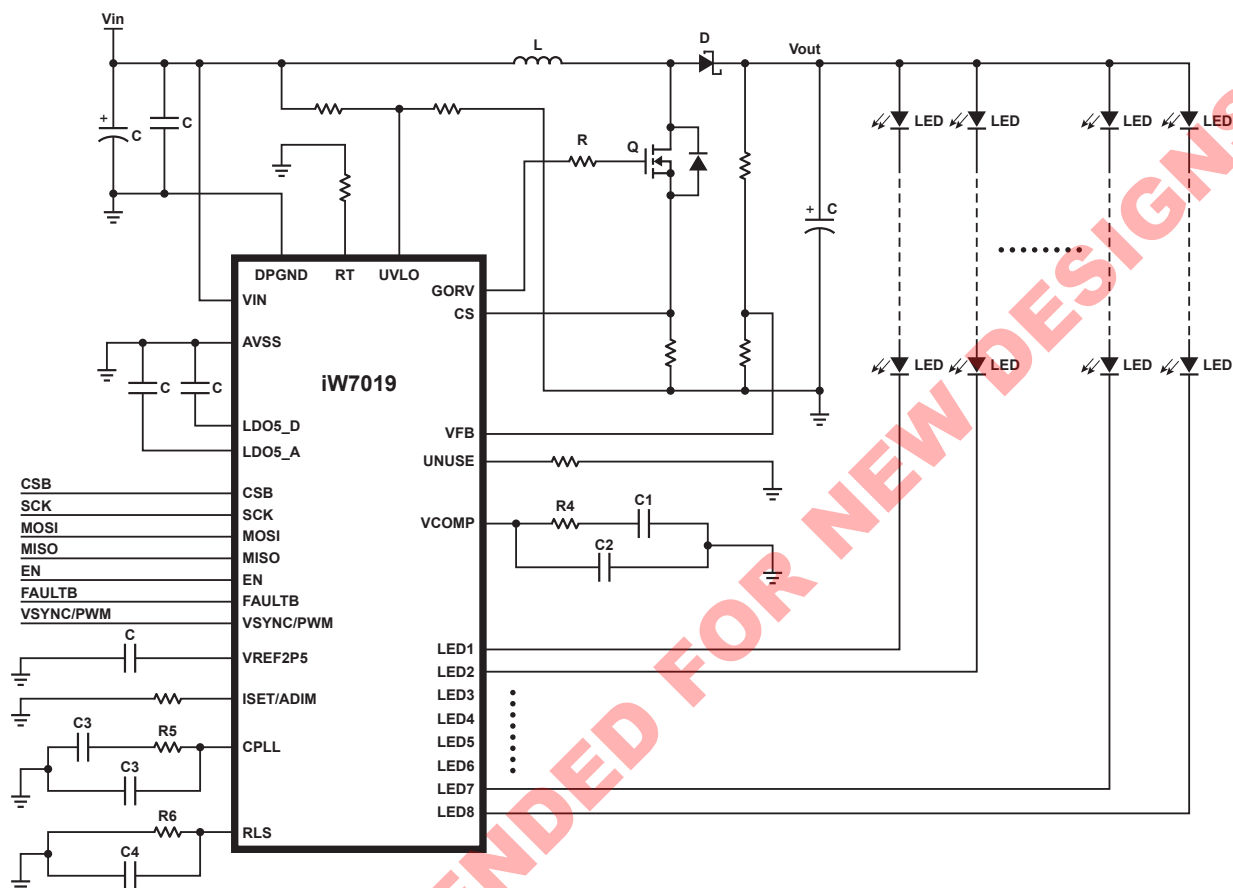 Vin
L
D
Vout
C
C
R
Q
C
LED
LED
LED
LED
DPGND
RT
UVLO
GORV
VIN
CS
AVSS
iW7019
C
C
LED
LED
LED
LED
LDO5_D
VFB
LDO5_A
UNUSE
CSB
CSB
SCK
SCK
MOSI
MOSI
MISO
MISO
EN
EN
FAULTB
FAULTB
VSYNC/PWM
VSYNC/PWM
VCOMP
R4
C1
C2
C
VREF2P5
ISET/ADIM
C3
R5
CPLL
C3
R6
RLS
C4
LED1
LED2
LED3
LED4
LED5
LED6
LED7
LED8
ENDED FOR NEW DESIGNS